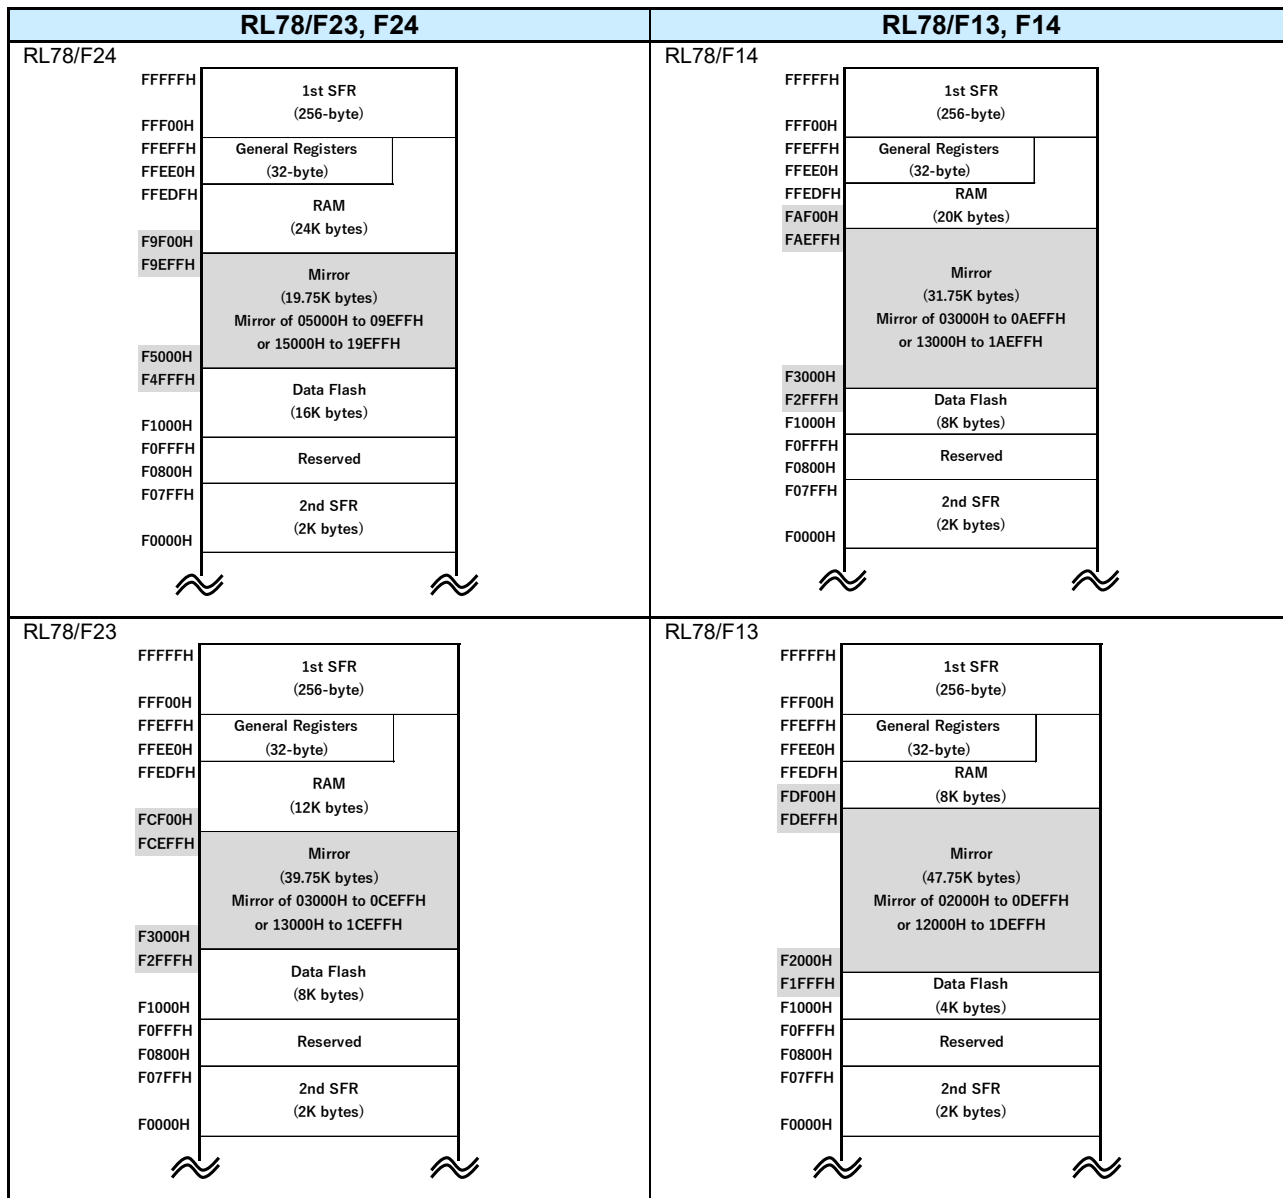 RL78/F23, F24
RL78/F13, F14
RL78/F24
FFFFFH
1st SFR
(256-byte)
FFF00H
FFEFFH
General Registers
FFEE0H
(32-byte)
FFEDFH
RAM
(24K bytes)
F9F00H
F9EFFH
Mirror
(19.75K bytes)
Mirror of 05000H to 09EFFH
or 15000H to 19EFFH
F5000H
F4FFFH
Data Flash
(16K bytes)
F1000H
F0FFFH
Reserved
F0800H
F07FFH
2nd SFR
(2K bytes)
F0000H
RL78/F14
FFFFFH
1st SFR
(256-byte)
FFF00H
FFEFFH
General Registers
FFEE0H
(32-byte)
FFEDFH
RAM
FAF00H
(20K bytes)
FAEFFH
Mirror
(31.75K bytes)
Mirror of 03000H to 0AEFFH
or 13000H to 1AEFFH
F3000H
F2FFFH
Data Flash
F1000H
(8K bytes)
F0FFFH
Reserved
F0800H
F07FFH
2nd SFR
(2K bytes)
F0000H
RL78/F23
FFFFFH
1st SFR
(256-byte)
FFF00H
FFEFFH
General Registers
FFEE0H
(32-byte)
FFEDFH
RAM
(12K bytes)
FCF00H
FCEFFH
Mirror
(39.75K bytes)
Mirror of 03000H to 0CEFFH
or 13000H to 1CEFFH
F3000H
F2FFFH
Data Flash
(8K bytes)
F1000H
F0FFFH
Reserved
F0800H
F07FFH
2nd SFR
(2K bytes)
F0000H
RL78/F13
FFFFFH
1st SFR
(256-byte)
FFF00H
FFEFFH
General Registers
FFEE0H
(32-byte)
FFEDFH
RAM
FDF00H
(8K bytes)
FDEFFH
Mirror
(47.75K bytes)
Mirror of 02000H to 0DEFFH
or 12000H to 1DEFFH
F2000H
F1FFFH
Data Flash
F1000H
(4K bytes)
F0FFFH
Reserved
F0800H
F07FFH
2nd SFR
(2K bytes)
F0000H